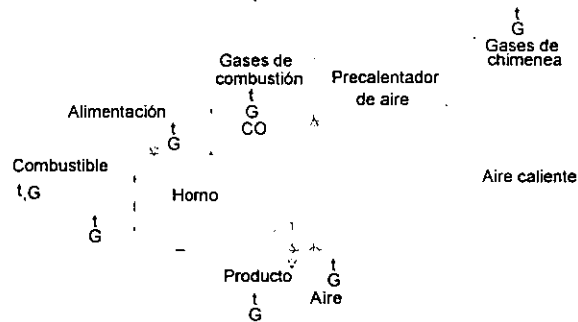 t
G
Gases de
chimenea
Gases de
combustión
t
G
CO
Precalentador
de aire
Alimentación
t
G
Combustible
t,G
t
G
Horno
Aire caliente
Producto
t
G
t
G
Aire